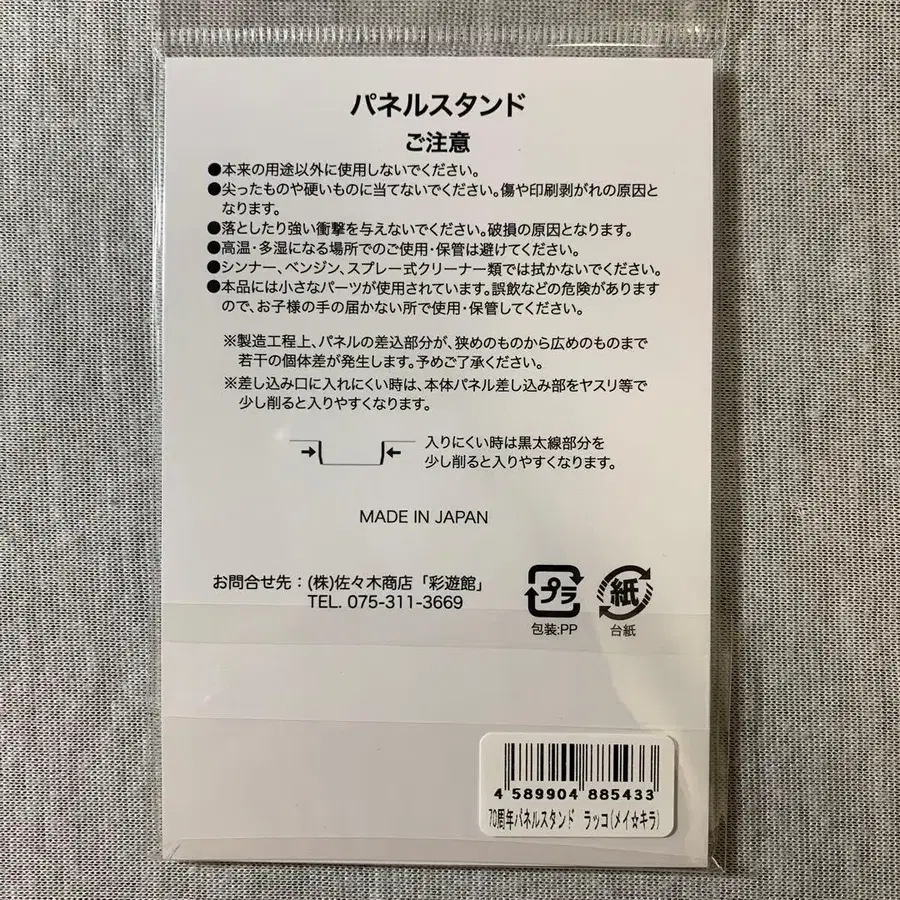 パネルスタンド
ご注意
●本来の用途以外に使用しないでください。
●尖ったものや硬いものに当てないでください。傷や印刷剥がれの原因と
なります。
●落としたり強い衝撃を与えないでください。破損の原因となります。
●高温・多湿になる場所でのご使用・保管は避けてください。
●シンナー、ベンジン、スプレー式クリーナー類では拭かないでください。
●本品には小さなパーツが使用されています。誤飲などの危険があります
ので、お子様の手の届かない所で使用・保管してください。
※製造工程上、パネルの差込部分が、狭めのものから広めのものまで
若干の個体差が発生します。予めご了承ください。
※差し込み口に入れにくい時は、本体パネル差し込み部をヤスリ等で
少し削ると入りやすくなります。
入りにくい時は黒太線部分を
少し削ると入りやすくなります。
MADE IN JAPAN
お問合せ先：(株)佐々木商店「彩遊館」
TEL. 075-311-3669
プラ
包装:PP
紙
台紙
4 589904 885433
70周年パネルスタンド ラッコ(メイ☆キラ)